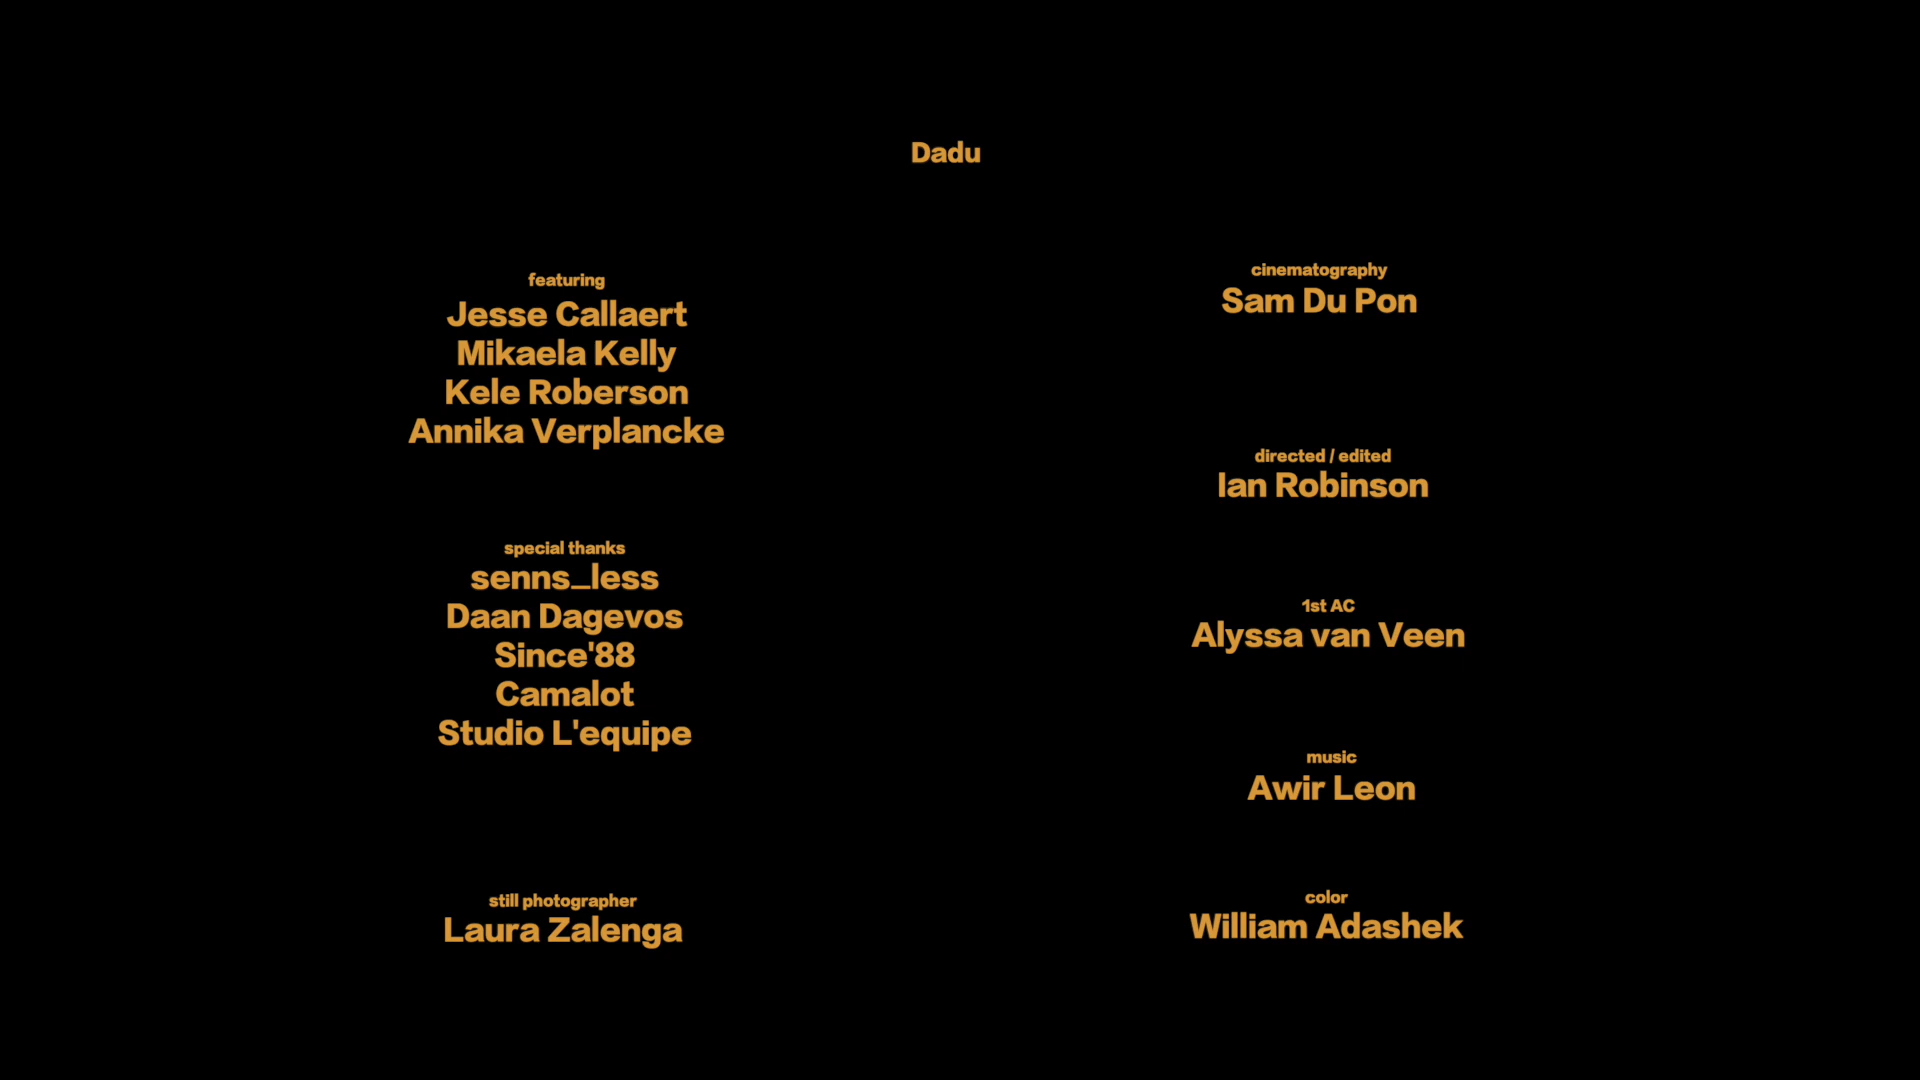 Dadu
featuring
Jesse Callaert
Mikaela Kelly
Kele Roberson
Annika Verplancke
special thanks
senns_less
Daan Dagevos
Since'88
Camalot
Studio L'equipe
still photographer
Laura Zalenga
cinematography
Sam Du Pon
directed / edited
Ian Robinson
1st AC
Alyssa van Veen
music
Awir Leon
color
William Adashek